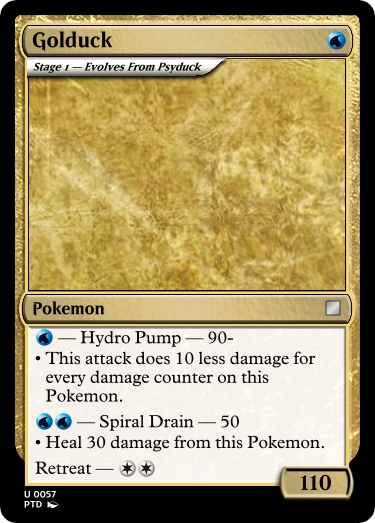 Golduck
Stage 1 — Evolves From Psyduck
Pokemon
— Hydro Pump — 90-
• This attack does 10 less damage for
every damage counter on this
Pokemon.
— Spiral Drain — 50
• Heal 30 damage from this Pokemon.
Retreat —
110
U 0057
PTD